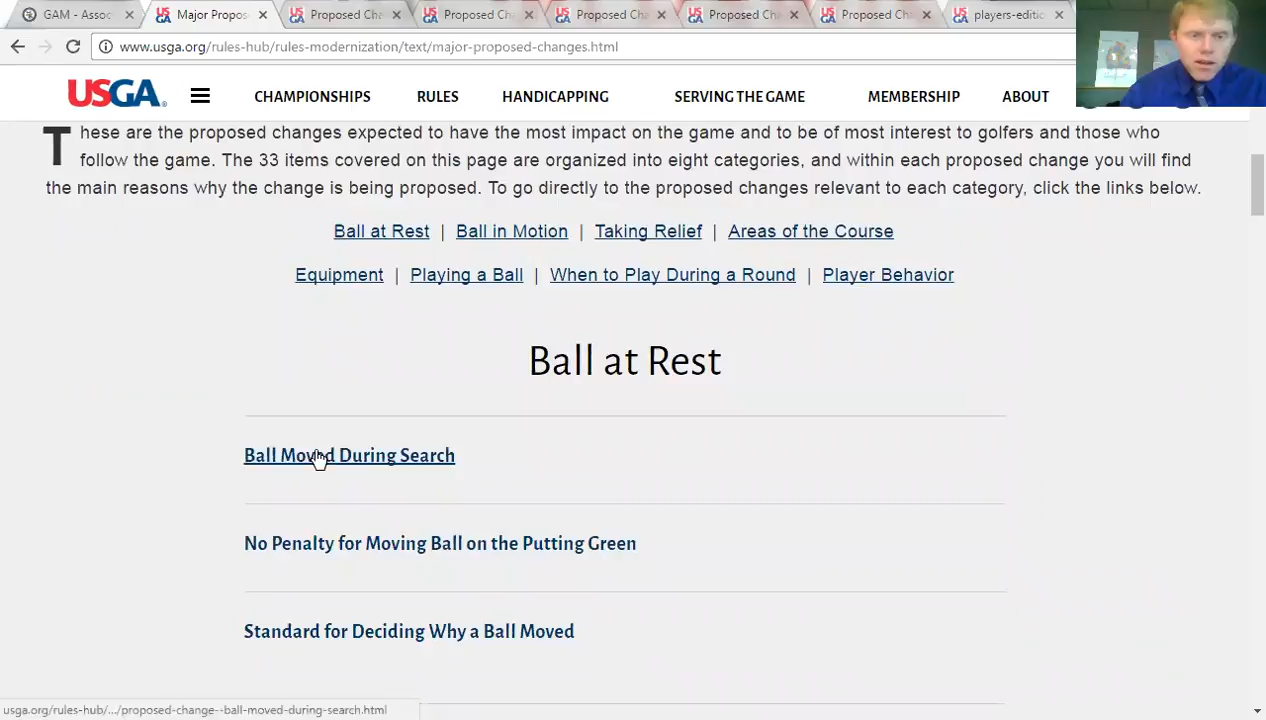 GAM - Assoc
Major Propos
Proposed Cha
Proposed Cha
Proposed Cha
Proposed Cha
Proposed Cha
players-editio
www.usga.org/rules-hub/rules-modernization/text/major-proposed-changes.html
USGA
CHAMPIONSHIPS RULES HANDICAPPING SERVING THE GAME MEMBERSHIP ABOUT
These are the proposed changes expected to have the most impact on the game and to be of most interest to golfers and those who
follow the game. The 33 items covered on this page are organized into eight categories, and within each proposed change you will find
the main reasons why the change is being proposed. To go directly to the proposed changes relevant to each category, click the links below.
Ball at Rest | Ball in Motion | Taking Relief | Areas of the Course
Equipment | Playing a Ball | When to Play During a Round | Player Behavior
Ball at Rest
Ball Moved During Search
No Penalty for Moving Ball on the Putting Green
Standard for Deciding Why a Ball Moved
usga.org/rules-hub/.../proposed-change--ball-moved-during-search.html